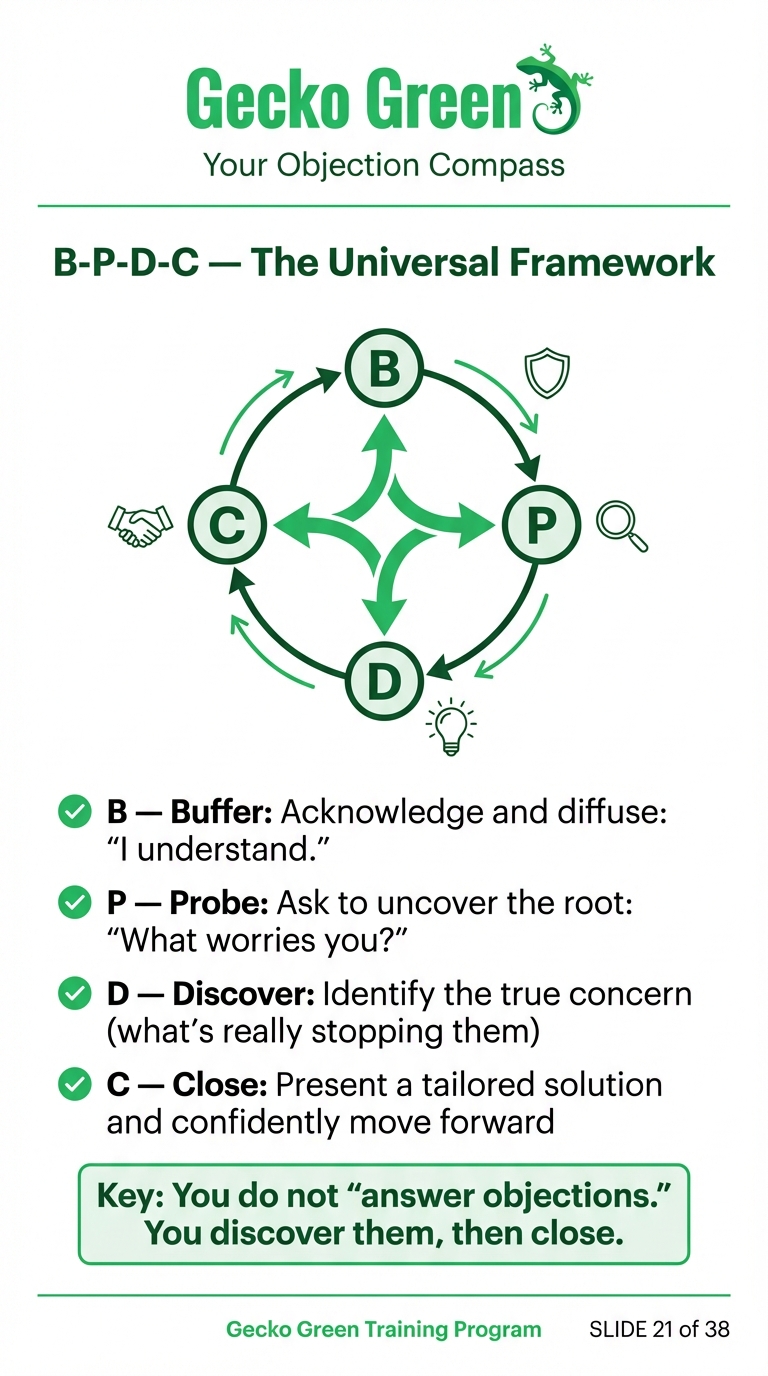 Gecko Green
Your Objection Compass
B-P-D-C — The Universal Framework
B
C
P
D
B — Buffer: Acknowledge and diffuse:
“I understand.”
P — Probe: Ask to uncover the root:
“What worries you?”
D — Discover: Identify the true concern
(what’s really stopping them)
C — Close: Present a tailored solution
and confidently move forward
Key: You do not “answer objections.”
You discover them, then close.
Gecko Green Training Program SLIDE 21 of 38